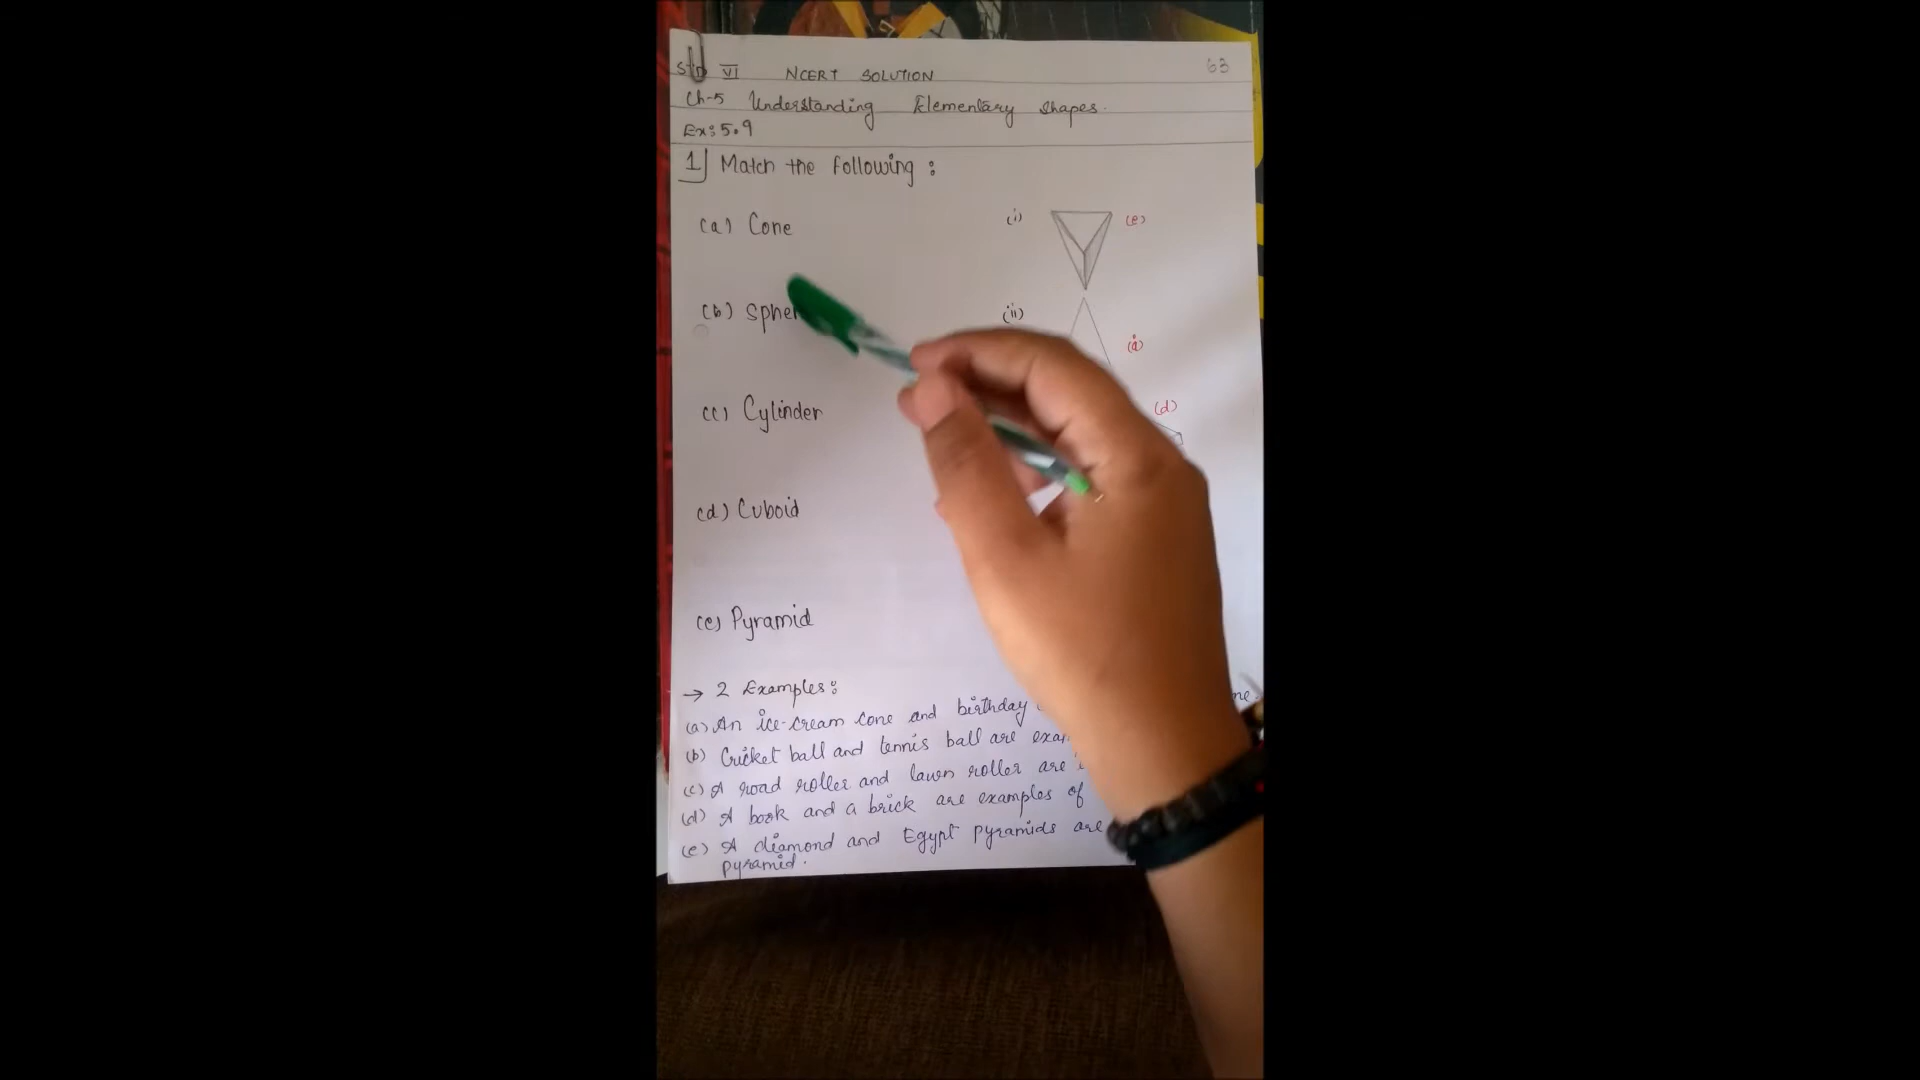 Std VI NCERT SOLUTION 63
Ch-5 Understanding Elementary shapes.
Ex: 5.9
1] Match the following :
(a) Cone (i) (e)
(b) (ii) (a)
(c) Cylinder (d)
(d) Cuboid
(e) Pyramid
→ 2 Examples:
(a) An ice-cream cone and birthday
(b) Cricket ball and tennis ball are
(c) A road roller and lawn roller are
(d) A book and a brick are examples of
(e) A diamond and Egypt pyramids are
pyramid.